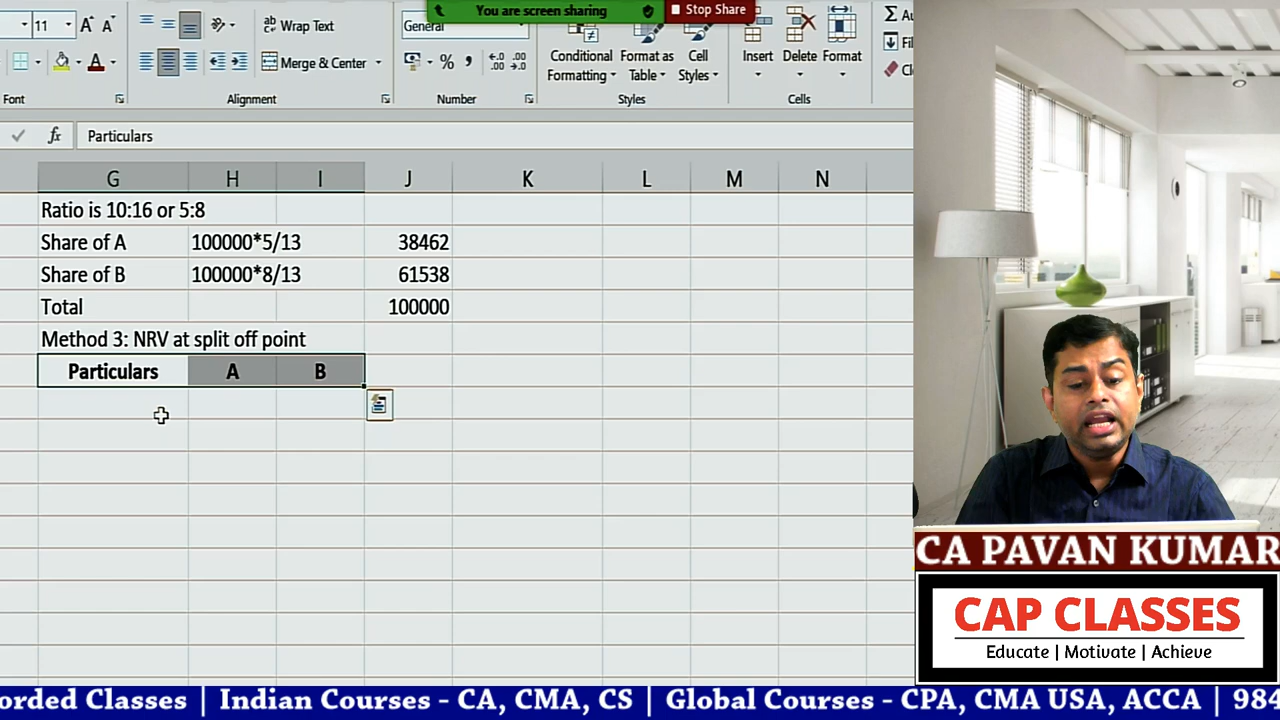 You are screen sharing
Stop Share
11
A A
Wrap Text
General
Merge & Center
%
Conditional
Formatting
Format as
Table
Cell
Styles
Insert
Delete
Format
Font
Alignment
Number
Styles
Cells
fx
Particulars
G H I J K L M N
Ratio is 10:16 or 5:8
Share of A 100000*5/13 38462
Share of B 100000*8/13 61538
Total 100000
Method 3: NRV at split off point
Particulars A B
CA PAVAN KUMAR
CAP CLASSES
Educate | Motivate | Achieve
orded Classes | Indian Courses - CA, CMA, CS | Global Courses - CPA, CMA USA, ACCA | 984